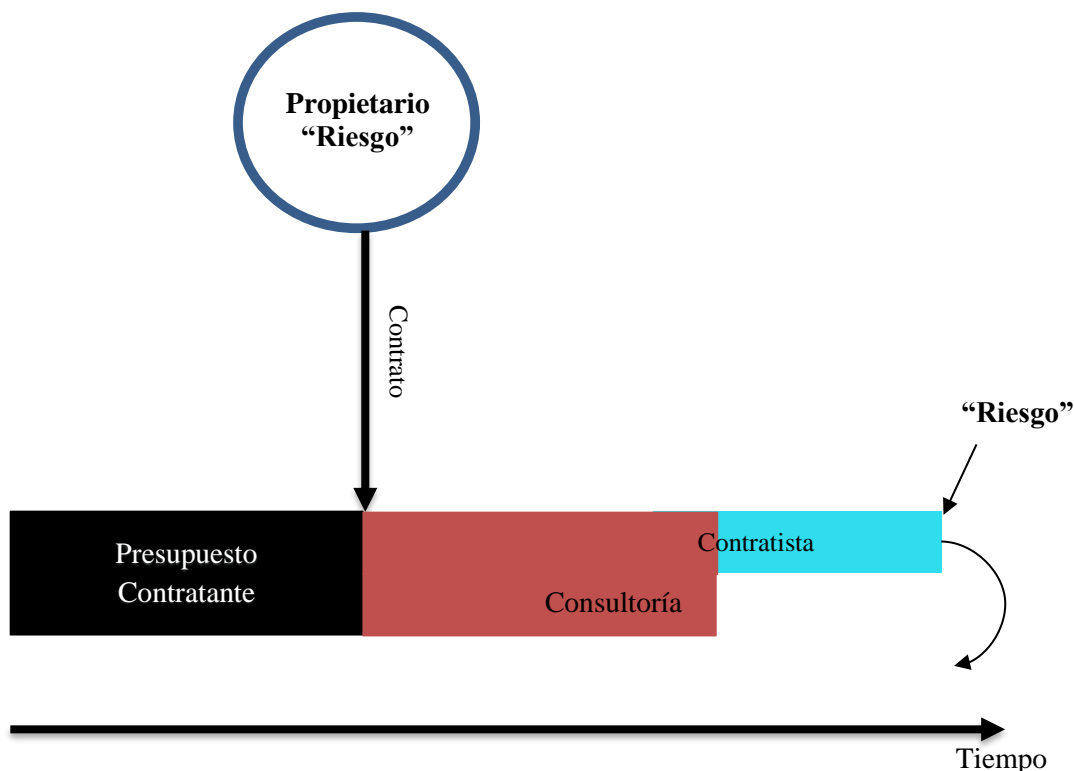 Propietario
“Riesgo”
Contrato
“Riesgo”
Presupuesto
Contratante
Contratista
Consultoría
Tiempo